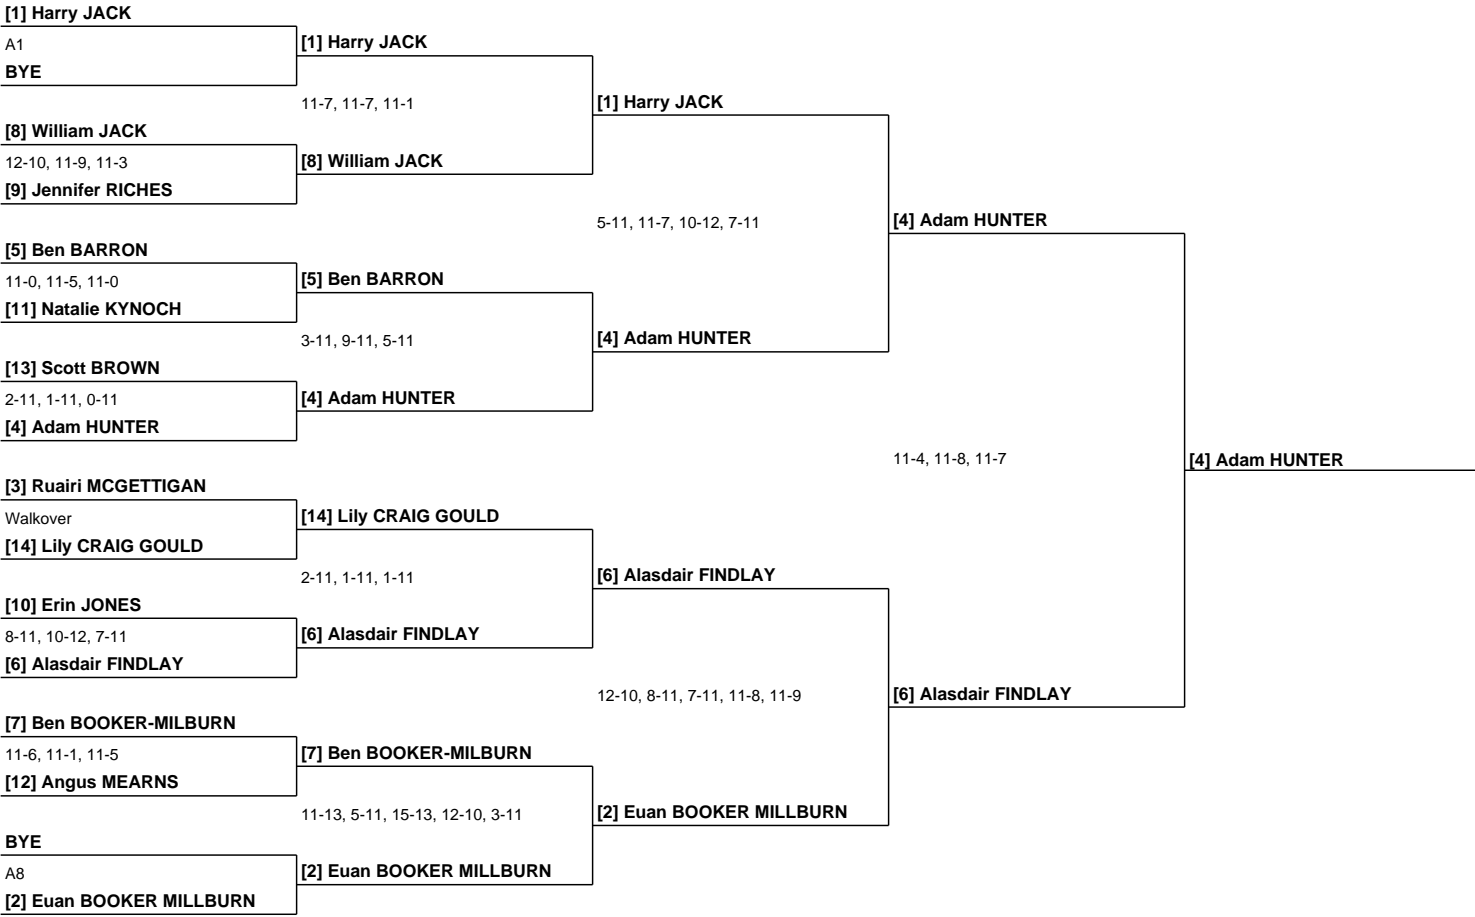 [1] Harry JACK
A1
BYE
[8] William JACK
12-10, 11-9, 11-3
[9] Jennifer RICHES
[5] Ben BARRON
11-0, 11-5, 11-0
[11] Natalie KYNOCH
[13] Scott BROWN
2-11, 1-11, 0-11
[4] Adam HUNTER
[3] Ruairi MCGETTIGAN
Walkover
[14] Lily CRAIG GOULD
[10] Erin JONES
8-11, 10-12, 7-11
[6] Alasdair FINDLAY
[7] Ben BOOKER-MILBURN
11-6, 11-1, 11-5
[12] Angus MEARNS
BYE
A8
[2] Euan BOOKER MILLBURN
[1] Harry JACK
11-7, 11-7, 11-1
[8] William JACK
[5] Ben BARRON
3-11, 9-11, 5-11
[4] Adam HUNTER
[14] Lily CRAIG GOULD
2-11, 1-11, 1-11
[6] Alasdair FINDLAY
[7] Ben BOOKER-MILBURN
11-13, 5-11, 15-13, 12-10, 3-11
[2] Euan BOOKER MILLBURN
[1] Harry JACK
5-11, 11-7, 10-12, 7-11
[4] Adam HUNTER
[6] Alasdair FINDLAY
12-10, 8-11, 7-11, 11-8, 11-9
[2] Euan BOOKER MILLBURN
[4] Adam HUNTER
11-4, 11-8, 11-7
[6] Alasdair FINDLAY
[4] Adam HUNTER